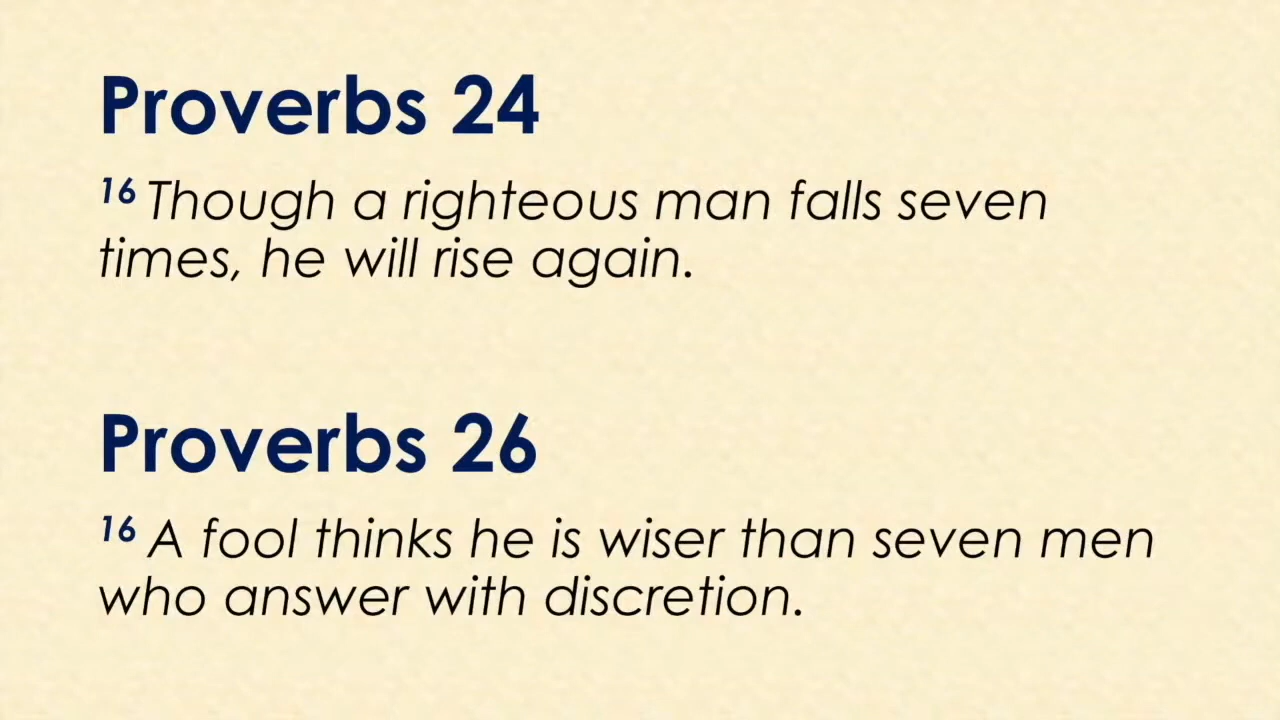 Proverbs 24
16 Though a righteous man falls seven
times, he will rise again.
Proverbs 26
16 A fool thinks he is wiser than seven men
who answer with discretion.